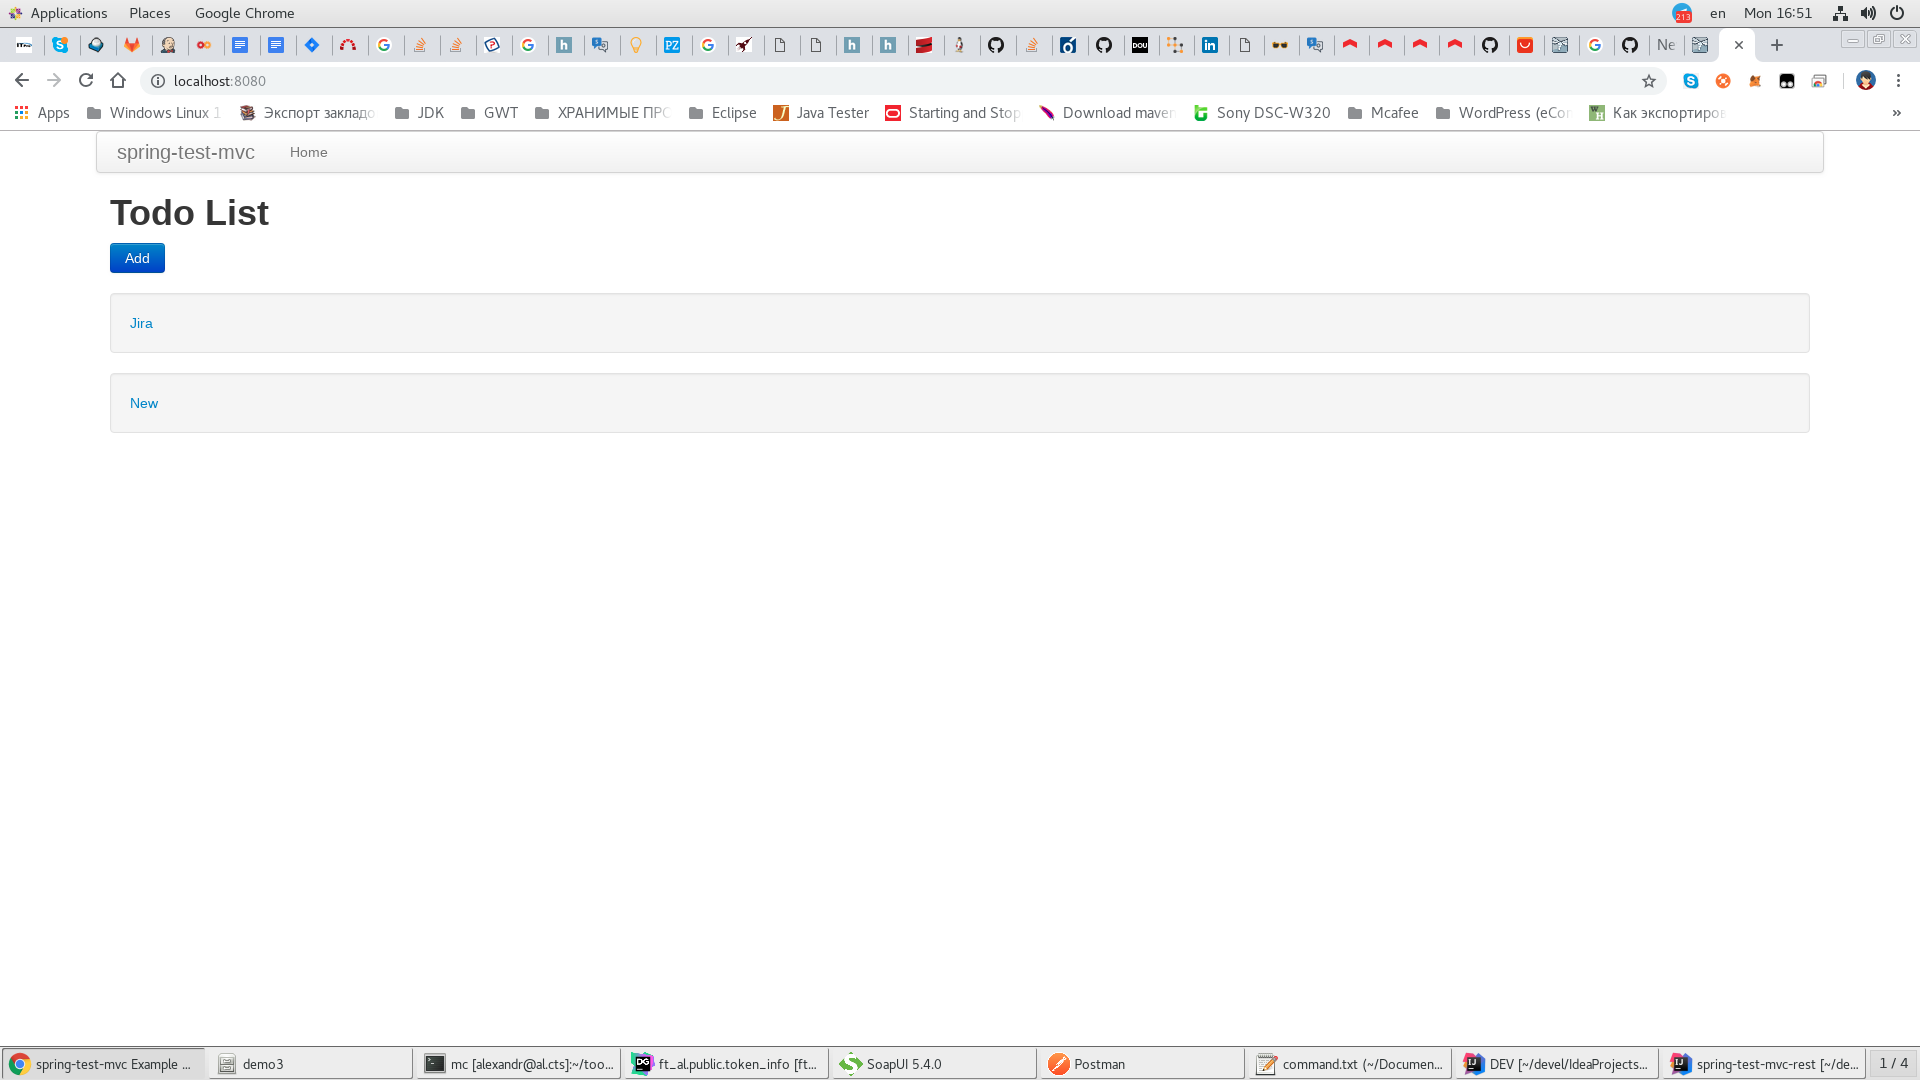 Applications Places Google Chrome 213 en Mon 16:51
Ne
localhost:8080
Apps Windows Linux 1 Экспорт закладо JDK GWT ХРАНИМЫЕ ПРО Eclipse Java Tester Starting and Stop Download maven Sony DSC-W320 Mcafee WordPress (eCor Как экспортиров »
spring-test-mvc Home
Todo List
Add
Jira
New
spring-test-mvc Example ... demo3 mc [alexandr@al.cts]:~/too... ft_al.public.token_info [ft... SoapUI 5.4.0 Postman command.txt (~/Documen... DEV [~/devel/IdeaProjects... spring-test-mvc-rest [~/de... 1 / 4